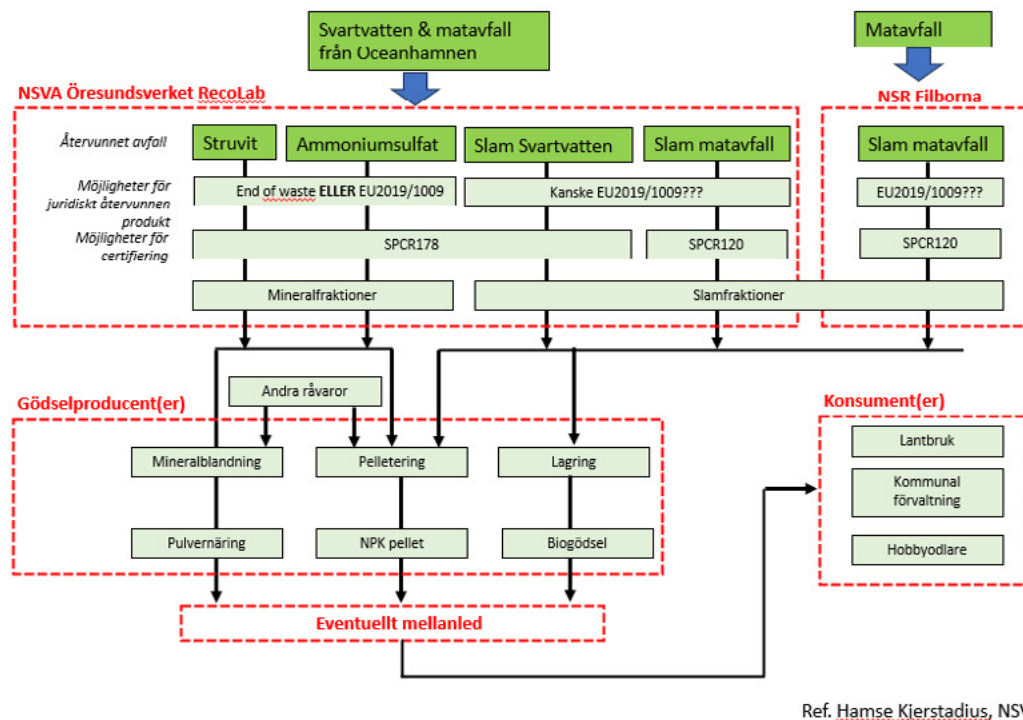 Svartvatten & matavfall
från Oceanhamnen
Matavfall
NSVA Öresundsverket RecoLab
NSR Filborna
Återvunnet avfall
Struvit
Ammoniumsulfat
Slam Svartvatten
Slam matavfall
Slam matavfall
Möjligheter för
juridiskt återvunnen
produkt
End of waste ELLER EU2019/1009
Kanske EU2019/1009???
EU2019/1009???
Möjligheter för
certifiering
SPCR178
SPCR120
SPCR120
Mineralfraktioner
Slamfraktioner
Andra råvaror
Gödselproducent(er)
Konsument(er)
Mineralblandning
Pelletering
Lagring
Lantbruk
Kommunal
förvaltning
Pulvernäring
NPK pellet
Biogödsel
Hobbyodlare
Eventuellt mellanled
Ref. Hamse Kjerstadius, NSV